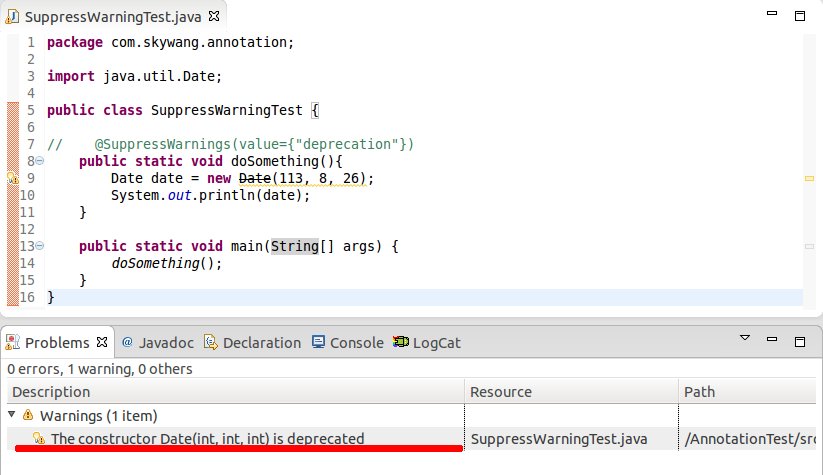 SuppressWarningTest.java
1 package com.skywang.annotation;
2
3 import java.util.Date;
4
5 public class SuppressWarningTest {
6
7 //    @SuppressWarnings(value={"deprecation"})
8     public static void doSomething(){
9         Date date = new Date(113, 8, 26);
10         System.out.println(date);
11     }
12
13     public static void main(String[] args) {
14         doSomething();
15     }
16 }
Problems @ Javadoc Declaration Console LogCat
0 errors, 1 warning, 0 others
Description Resource Path
Warnings (1 item)
The constructor Date(int, int, int) is deprecated SuppressWarningTest.java /AnnotationTest/src